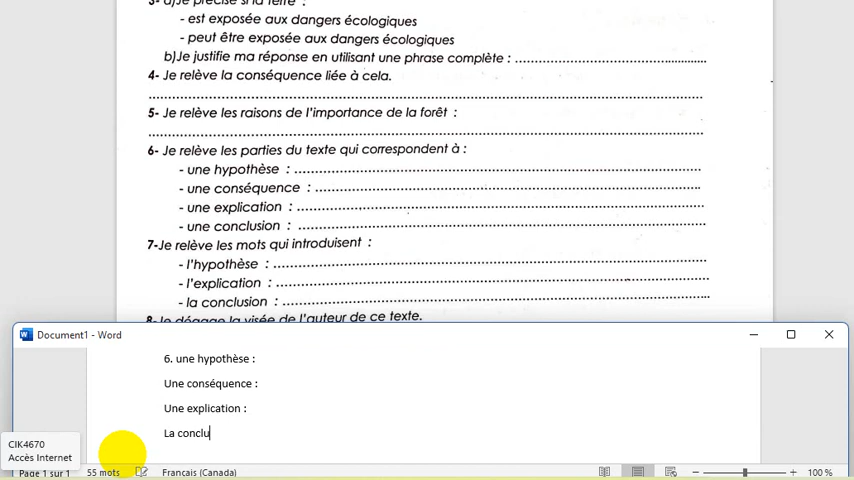 3- a)Je précise si la terre :
- est exposée aux dangers écologiques
- peut être exposée aux dangers écologiques
b)Je justifie ma réponse en utilisant une phrase complète : ......................................................
4- Je relève la conséquence liée à cela.
5- Je relève les raisons de l'importance de la forêt :
6- Je relève les parties du texte qui correspondent à :
- une hypothèse :
- une conséquence :
- une explication :
- une conclusion :
7-Je relève les mots qui introduisent :
- l'hypothèse :
- l'explication :
- la conclusion :
8- Je dégage la visée de l'auteur de ce texte.
Document1 - Word
6. une hypothèse :
Une conséquence :
Une explication :
La conclu
CIK4670
Accès Internet
Page 1 sur 1 55 mots Français (Canada) 100 %